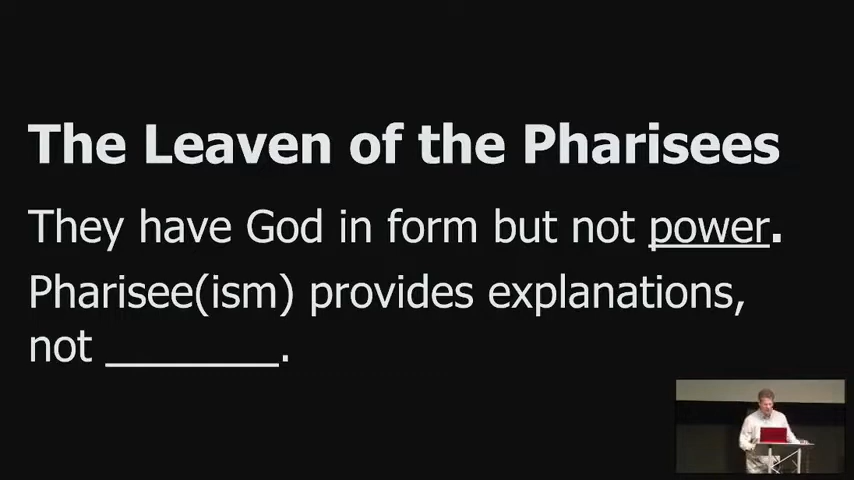 The Leaven of the Pharisees
They have God in form but not power.
Pharisee(ism) provides explanations,
not ________.